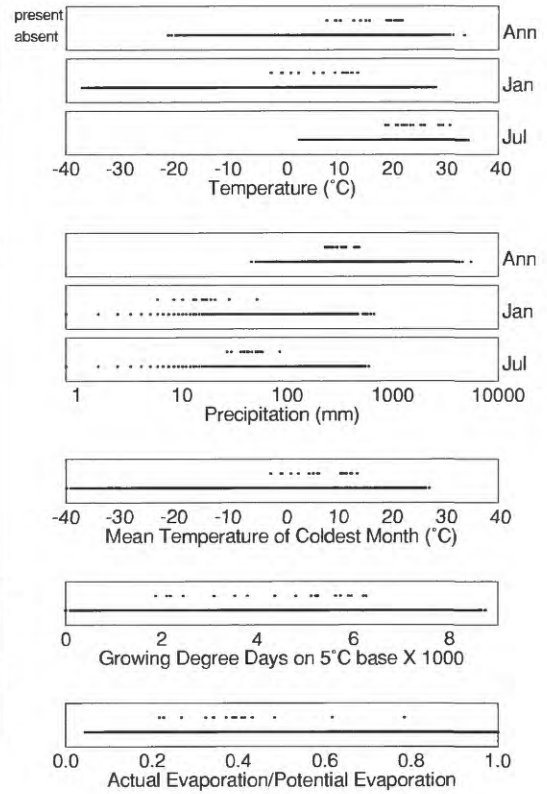 present
absent
Ann
Jan
Jul
-40 -30 -20 -10 0 10 20 30 40
Temperature (°C)
Ann
Jan
Jul
1 10 100 1000 10000
Precipitation (mm)
-40 -30 -20 -10 0 10 20 30 40
Mean Temperature of Coldest Month (°C)
0 2 4 6 8
Growing Degree Days on 5°C base X 1000
0.0 0.2 0.4 0.6 0.8 1.0
Actual Evaporation/Potential Evaporation